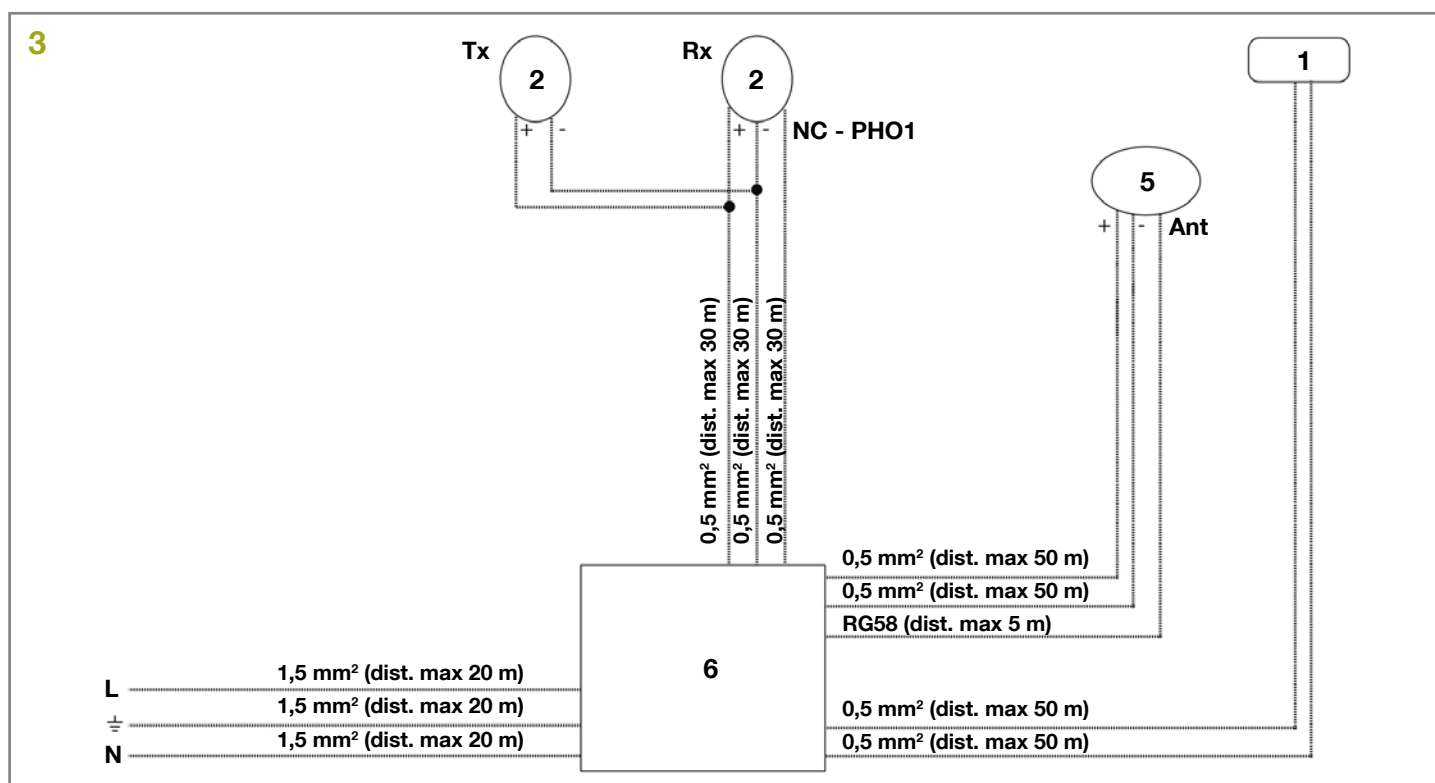 3
Tx
2
+ -
Rx
2
+ -
NC - PHO1
1
5
+ -
Ant
0,5 mm² (dist. max 30 m)
0,5 mm² (dist. max 30 m)
0,5 mm² (dist. max 30 m)
0,5 mm² (dist. max 50 m)
0,5 mm² (dist. max 50 m)
RG58 (dist. max 5 m)
6
L
1,5 mm² (dist. max 20 m)
1,5 mm² (dist. max 20 m)
N
1,5 mm² (dist. max 20 m)
0,5 mm² (dist. max 50 m)
0,5 mm² (dist. max 50 m)